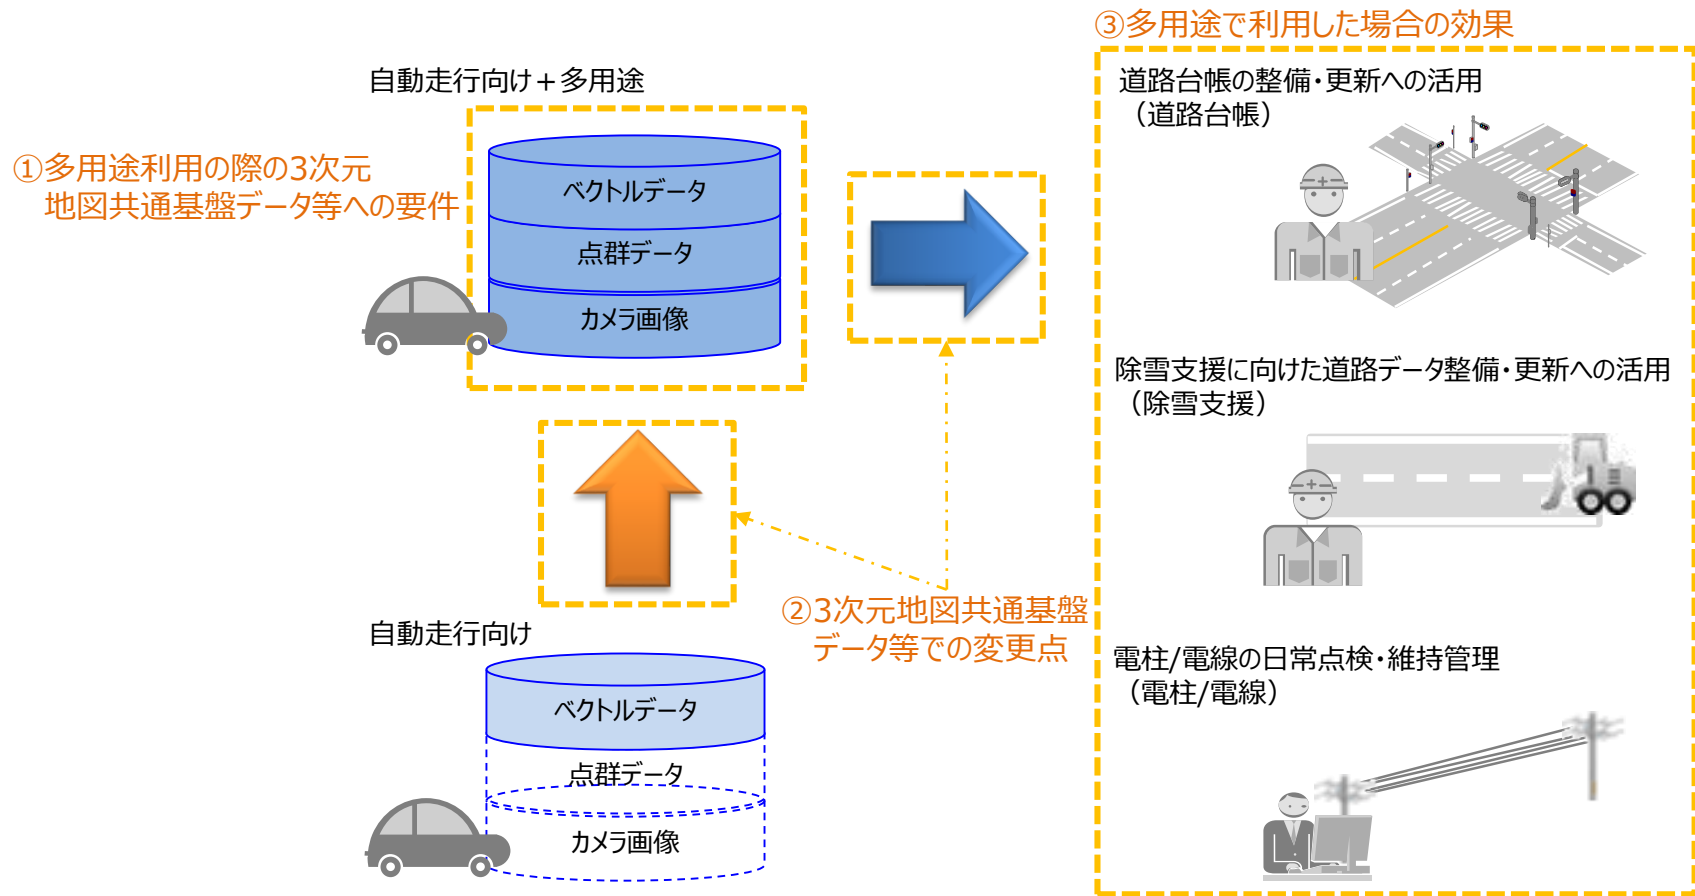 ③多用途で利用した場合の効果
自動走行向け＋多用途
①多用途利用の際の3次元
地図共通基盤データ等への要件
ベクトルデータ
点群データ
カメラ画像
道路台帳の整備・更新への活用
（道路台帳）
除雪支援に向けた道路データ整備・更新への活用
（除雪支援）
②3次元地図共通基盤
データ等での変更点
自動走行向け
ベクトルデータ
点群データ
カメラ画像
電柱/電線の日常点検・維持管理
（電柱/電線）